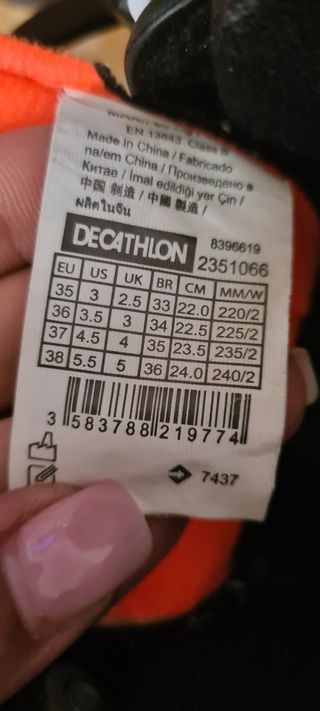 EN 13843 Class B
Made in China / Fabricado
na/em China / Произведено в
Китае / İmal edildiği yer Çin /
中国 制造 / 中國 製造 /
ผลิตในจีน
DECATHLON 8396619
2351066
EU US UK BR CM MM/W
35 3 2.5 33 22.0 220/2
36 3.5 3 34 22.5 225/2
37 4.5 4 35 23.5 235/2
38 5.5 5 36 24.0 240/2
3 583788 219774
7437